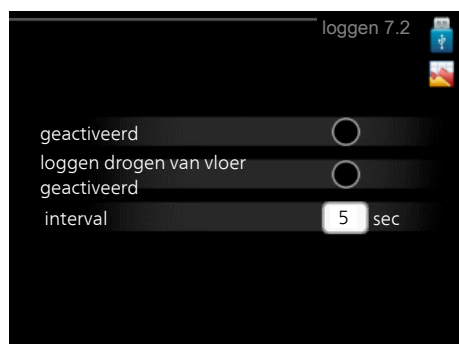 loggen 7.2
geactiveerd
loggen drogen van vloer
geactiveerd
interval 5 sec